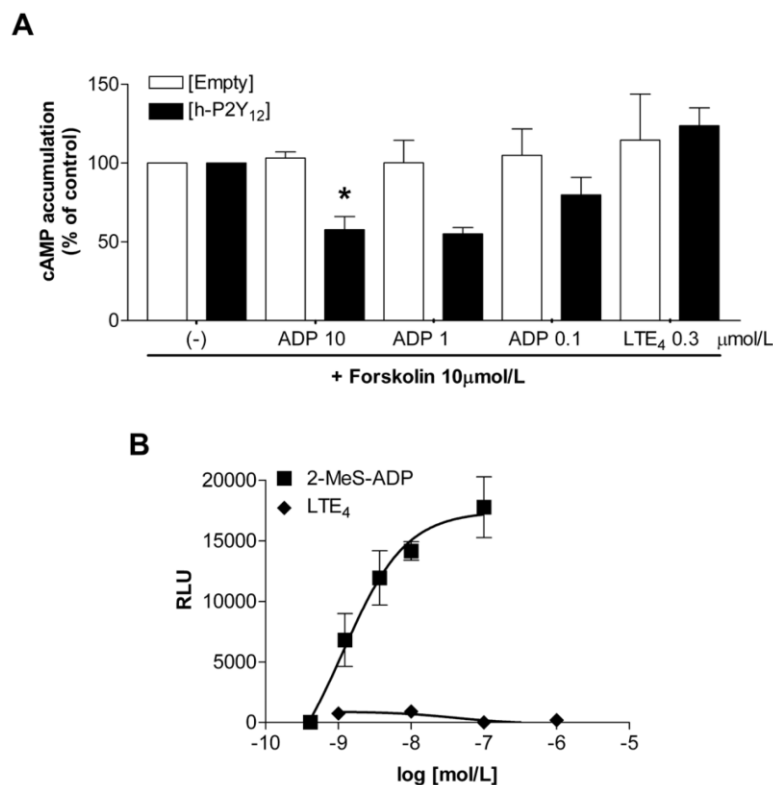 A
cAMP accumulation
(% of control)
150
100
50
0
[Empty]
[h-P2Y₁₂]
*
(-) ADP 10 ADP 1 ADP 0.1 LTE₄ 0.3 μmol/L
+ Forskolin 10μmol/L
B
2-MeS-ADP
LTE₄
RLU
20000
15000
10000
5000
0
-10 -9 -8 -7 -6 -5
log [mol/L]